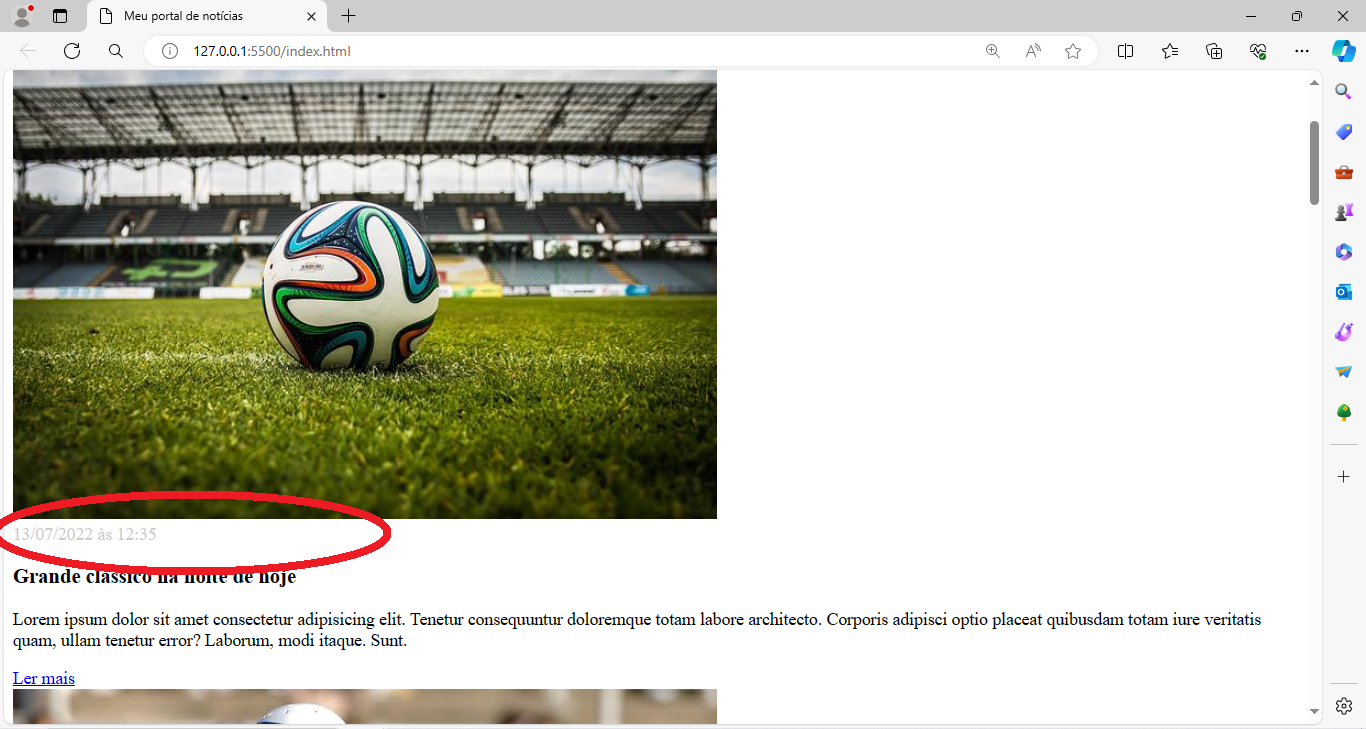 Meu portal de notícias
127.0.0.1:5500/index.html
13/07/2022 às 12:35
Grande clássico na noite de hoje
Lorem ipsum dolor sit amet consectetur adipisicing elit. Tenetur consequuntur doloremque totam labore architecto. Corporis adipisci optio placeat quibusdam totam iure veritatis
quam, ullam tenetur error? Laborum, modi itaque. Sunt.
Ler mais